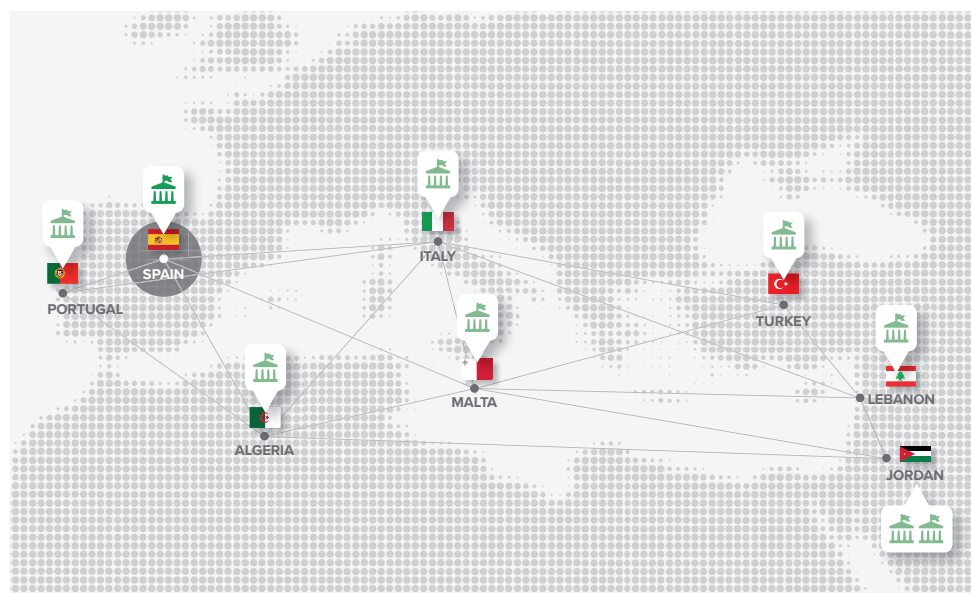 ITALY
SPAIN
PORTUGAL
TURKEY
MALTA
LEBANON
ALGERIA
JORDAN